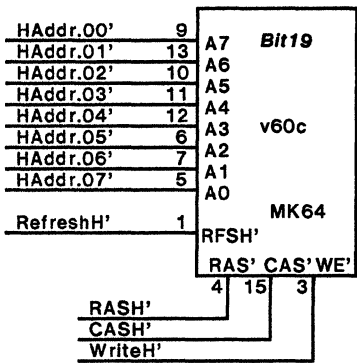 HAddr.00' 9 A7 Bit19
HAddr.01' 13 A6
HAddr.02' 10 A5
HAddr.03' 11 A4 v60c
HAddr.04' 12 A3
HAddr.05' 6 A2
HAddr.06' 7 A1
HAddr.07' 5 A0 MK64
RefreshH' 1 RFSH'
RAS' CAS' WE'
4 15 3
RASH'
CASH'
WriteH'